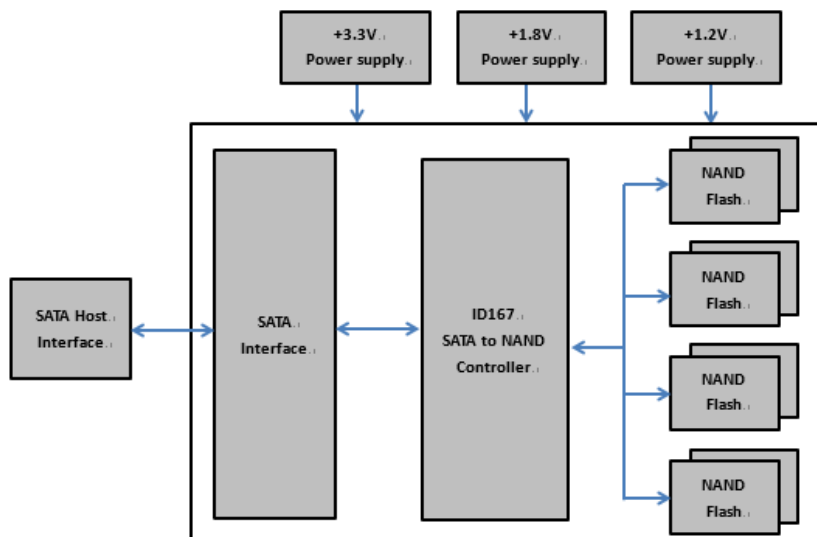 +3.3V
Power supply
+1.8V
Power supply
+1.2V
Power supply
SATA Host
Interface
SATA
Interface
ID167
SATA to NAND
Controller
NAND
Flash
NAND
Flash
NAND
Flash
NAND
Flash